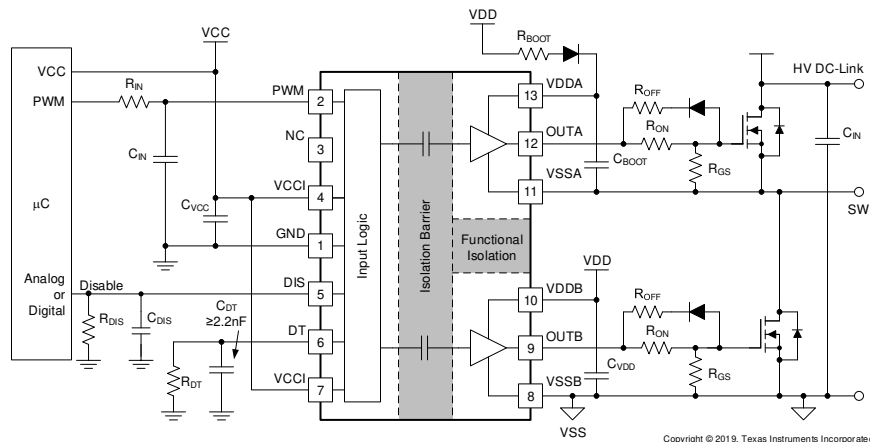 VDD
RBOOT
VCC
VCC
PWM
RIN
CIN
CVCC
μC
Analog
or
Digital
Disable
RDIS
CDIS
CDT
≥2.2nF
RDT
PWM
2
NC
3
VCCI
4
GND
1
DIS
5
DT
6
VCCI
7
Input Logic
Isolation Barrier
Functional
Isolation
VDDA
13
OUTA
12
VSSA
11
CBOOT
ROFF
RON
RGS
HV DC-Link
CIN
SW
VDD
VDDB
10
OUTB
9
VSSB
8
CVDD
ROFF
RON
RGS
VSS
Copyright © 2019, Texas Instruments Incorporated